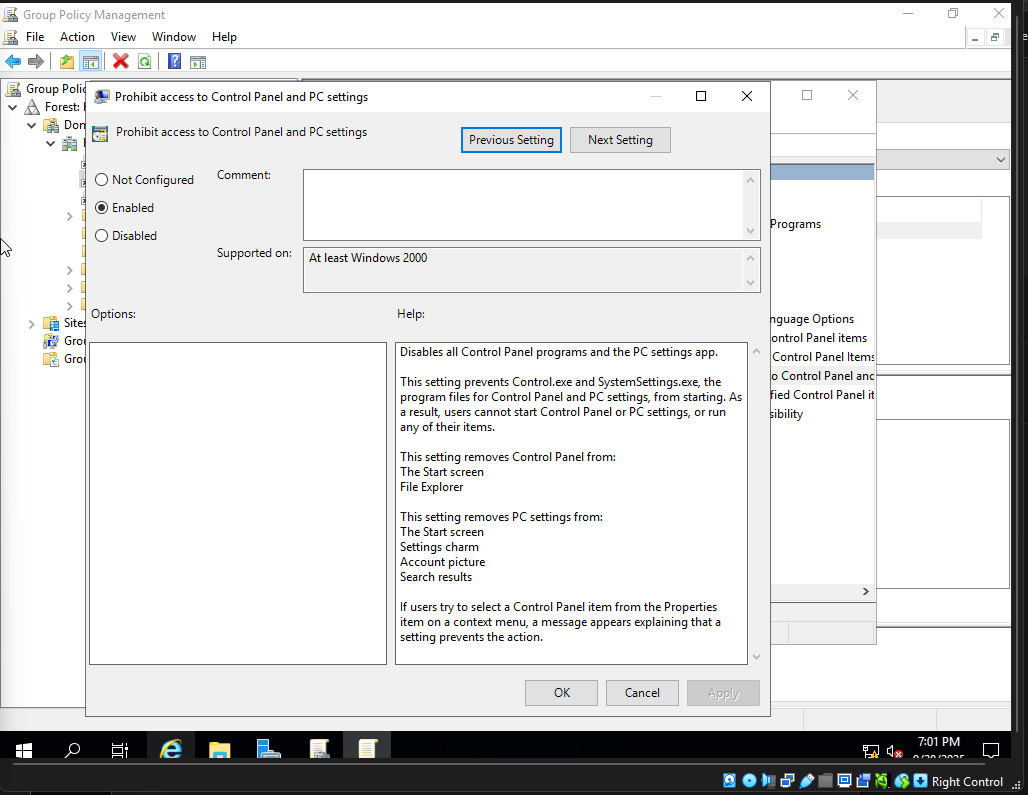 Group Policy Management
File Action View Window Help
Group Polic
Forest:
Don
Sites
Grou
Grou
Prohibit access to Control Panel and PC settings
Prohibit access to Control Panel and PC settings
Previous Setting
Next Setting
Not Configured
Enabled
Disabled
Comment:
Supported on:
At least Windows 2000
Options:
Help:
Disables all Control Panel programs and the PC settings app.
This setting prevents Control.exe and SystemSettings.exe, the
program files for Control Panel and PC settings, from starting. As
a result, users cannot start Control Panel or PC settings, or run
any of their items.
This setting removes Control Panel from:
The Start screen
File Explorer
This setting removes PC settings from:
The Start screen
Settings charm
Account picture
Search results
If users try to select a Control Panel item from the Properties
item on a context menu, a message appears explaining that a
setting prevents the action.
OK
Cancel
Apply
Programs
nguage Options
ontrol Panel items
Control Panel Items
o Control Panel and
fied Control Panel it
sibility
7:01 PM
Right Control